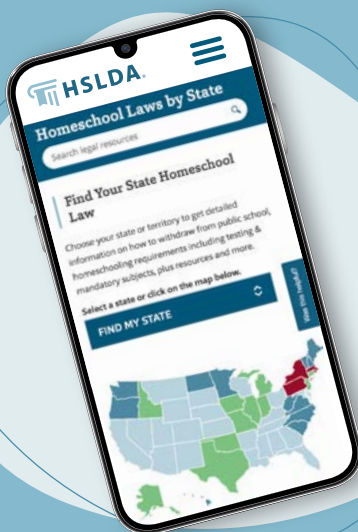 HSLDA.
Homeschool Laws by State
Search legal resources
Find Your State Homeschool
Law
Choose your state or territory to get detailed
information on how to withdraw from public school,
homeschooling requirements including testing &
mandatory subjects, plus resources and more.
Select a state or click on the map below.
FIND MY STATE
Was this helpful?